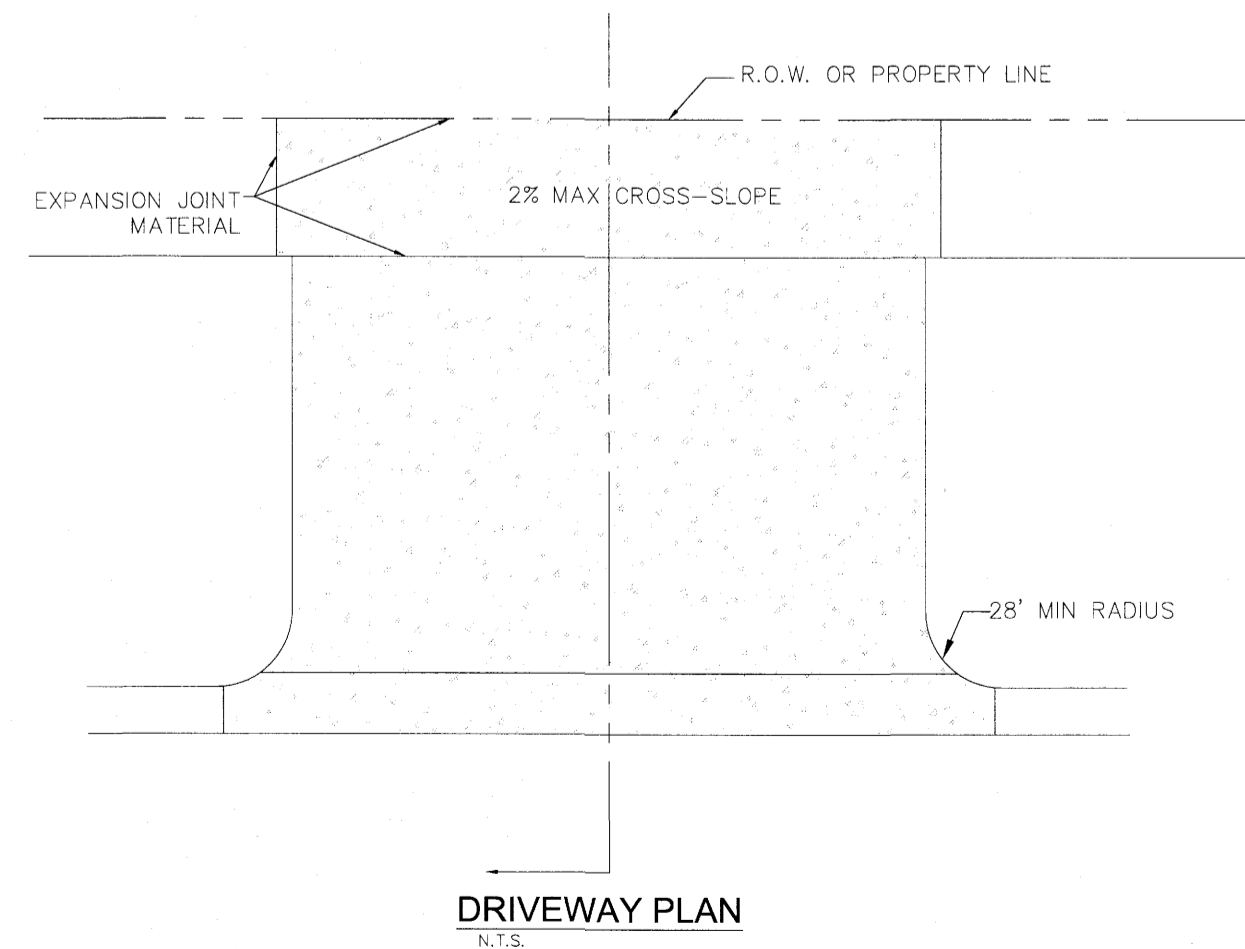 R.O.W. OR PROPERTY LINE
EXPANSION JOINT
MATERIAL
2% MAX CROSS-SLOPE
28' MIN RADIUS
DRIVEWAY PLAN
N.T.S.